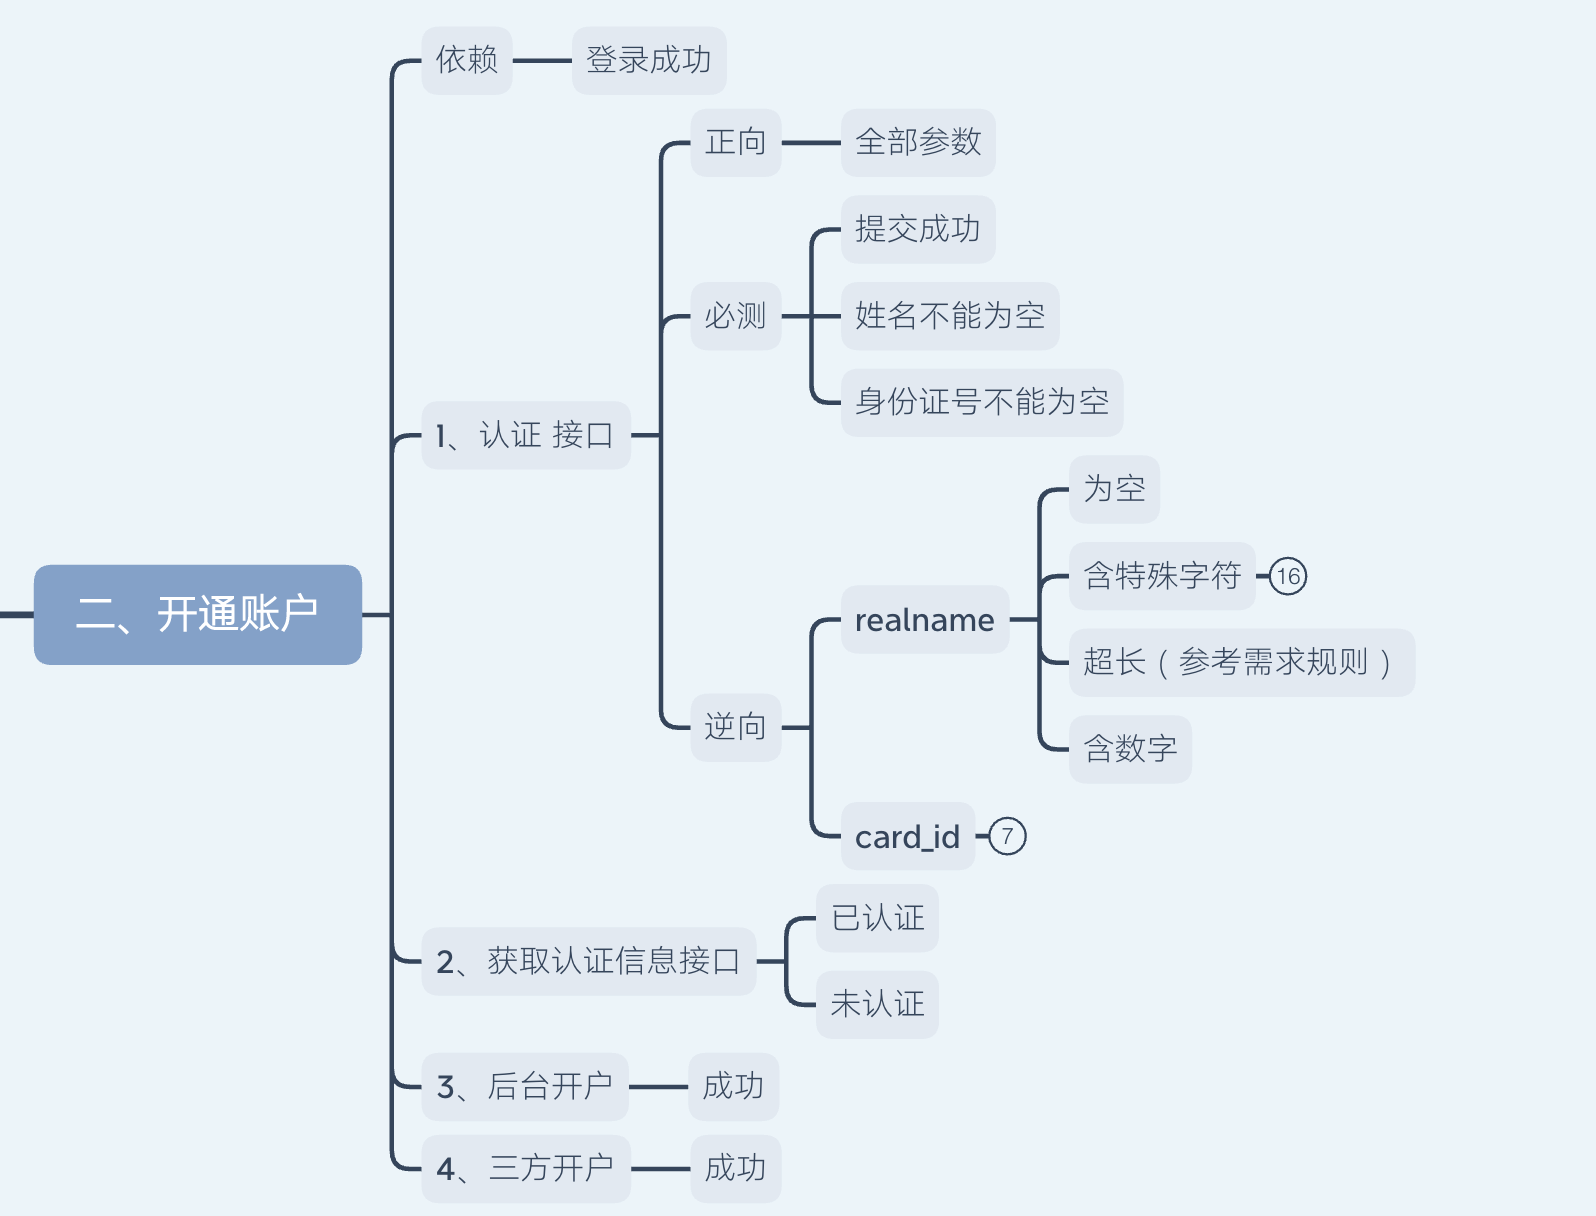 二、开通账户
依赖
登录成功
1、认证 接口
正向
全部参数
必测
提交成功
姓名不能为空
身份证号不能为空
逆向
realname
为空
含特殊字符
16
超长（参考需求规则）
含数字
card_id
7
2、获取认证信息接口
已认证
未认证
3、后台开户
成功
4、三方开户
成功